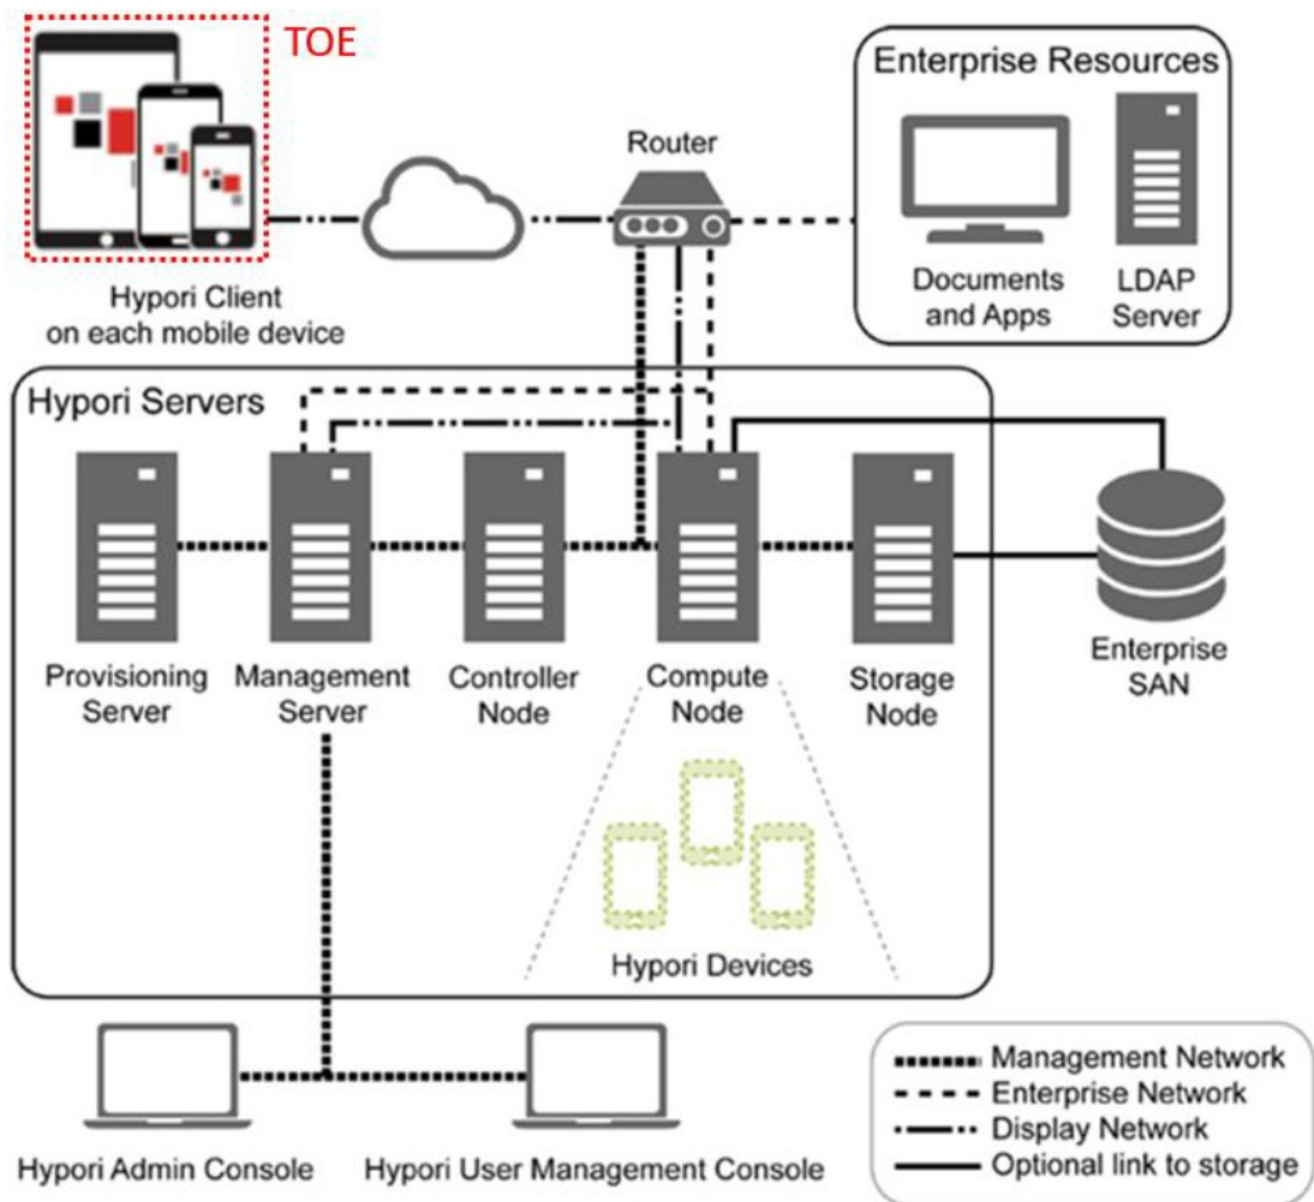 TOE
Enterprise Resources
Router
Documents
and Apps
LDAP
Server
Hypori Client
on each mobile device
Hypori Servers
Provisioning
Server
Management
Server
Controller
Node
Compute
Node
Storage
Node
Enterprise
SAN
Hypori Devices
Hypori Admin Console
Hypori User Management Console
Management Network
Enterprise Network
Display Network
Optional link to storage